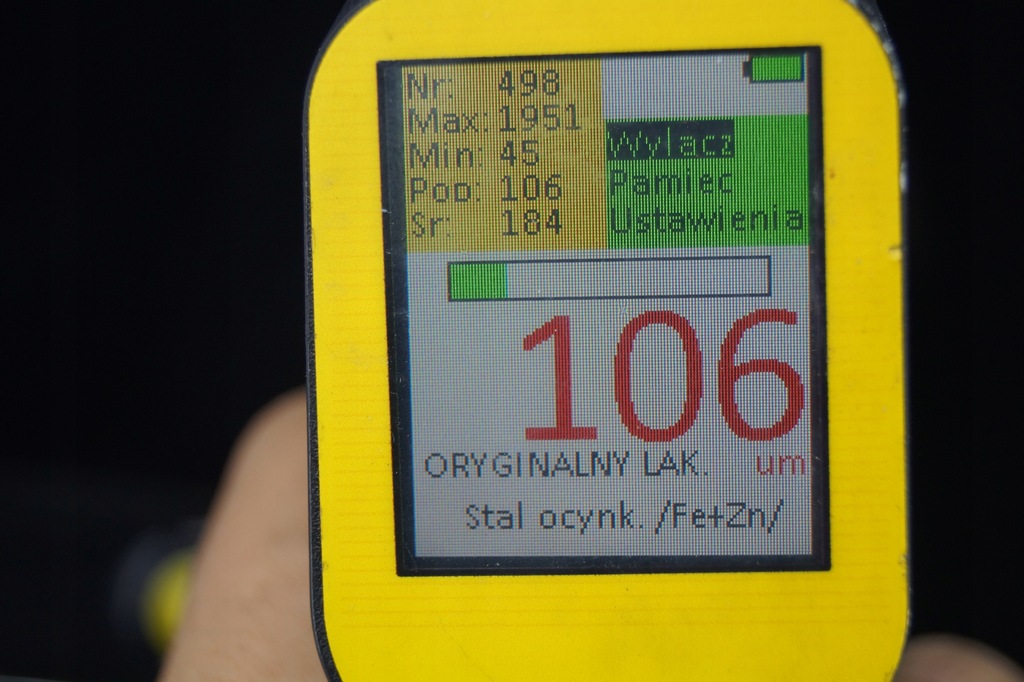 Nr: 498
Max: 1951
Min: 45
Pop: 106
Sr: 184
Wylacz
Pamiec
Ustawienia
106
ORYGINALNY LAK. um
Stal ocynk. /Fe+Zn/